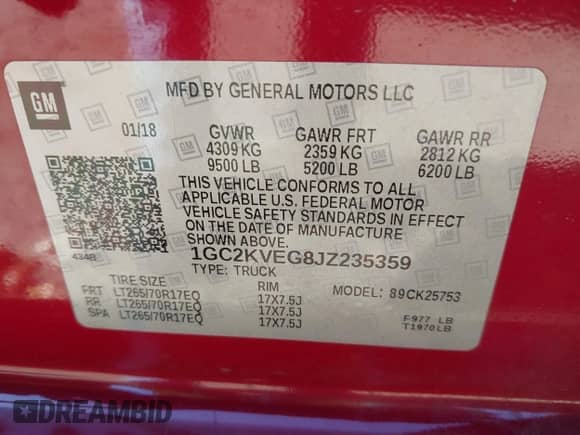 GM
MFD BY GENERAL MOTORS LLC
01/18 GVWR GAWR FRT GAWR RR
4309 KG 2359 KG 2812 KG
9500 LB 5200 LB 6200 LB
THIS VEHICLE CONFORMS TO ALL
APPLICABLE U.S. FEDERAL MOTOR
VEHICLE SAFETY STANDARDS IN EFFECT
ON THE DATE OF MANUFACTURE
SHOWN ABOVE.
434B
1GC2KVEG8JZ235359
TYPE: TRUCK
TIRE SIZE RIM MODEL: 89CK25753
FRT LT265/70R17EQ 17X7.5J
RR LT265/70R17EQ 17X7.5J
SPA LT265/70R17EQ 17X7.5J
F977 LB
T1970LB
DREAMBID